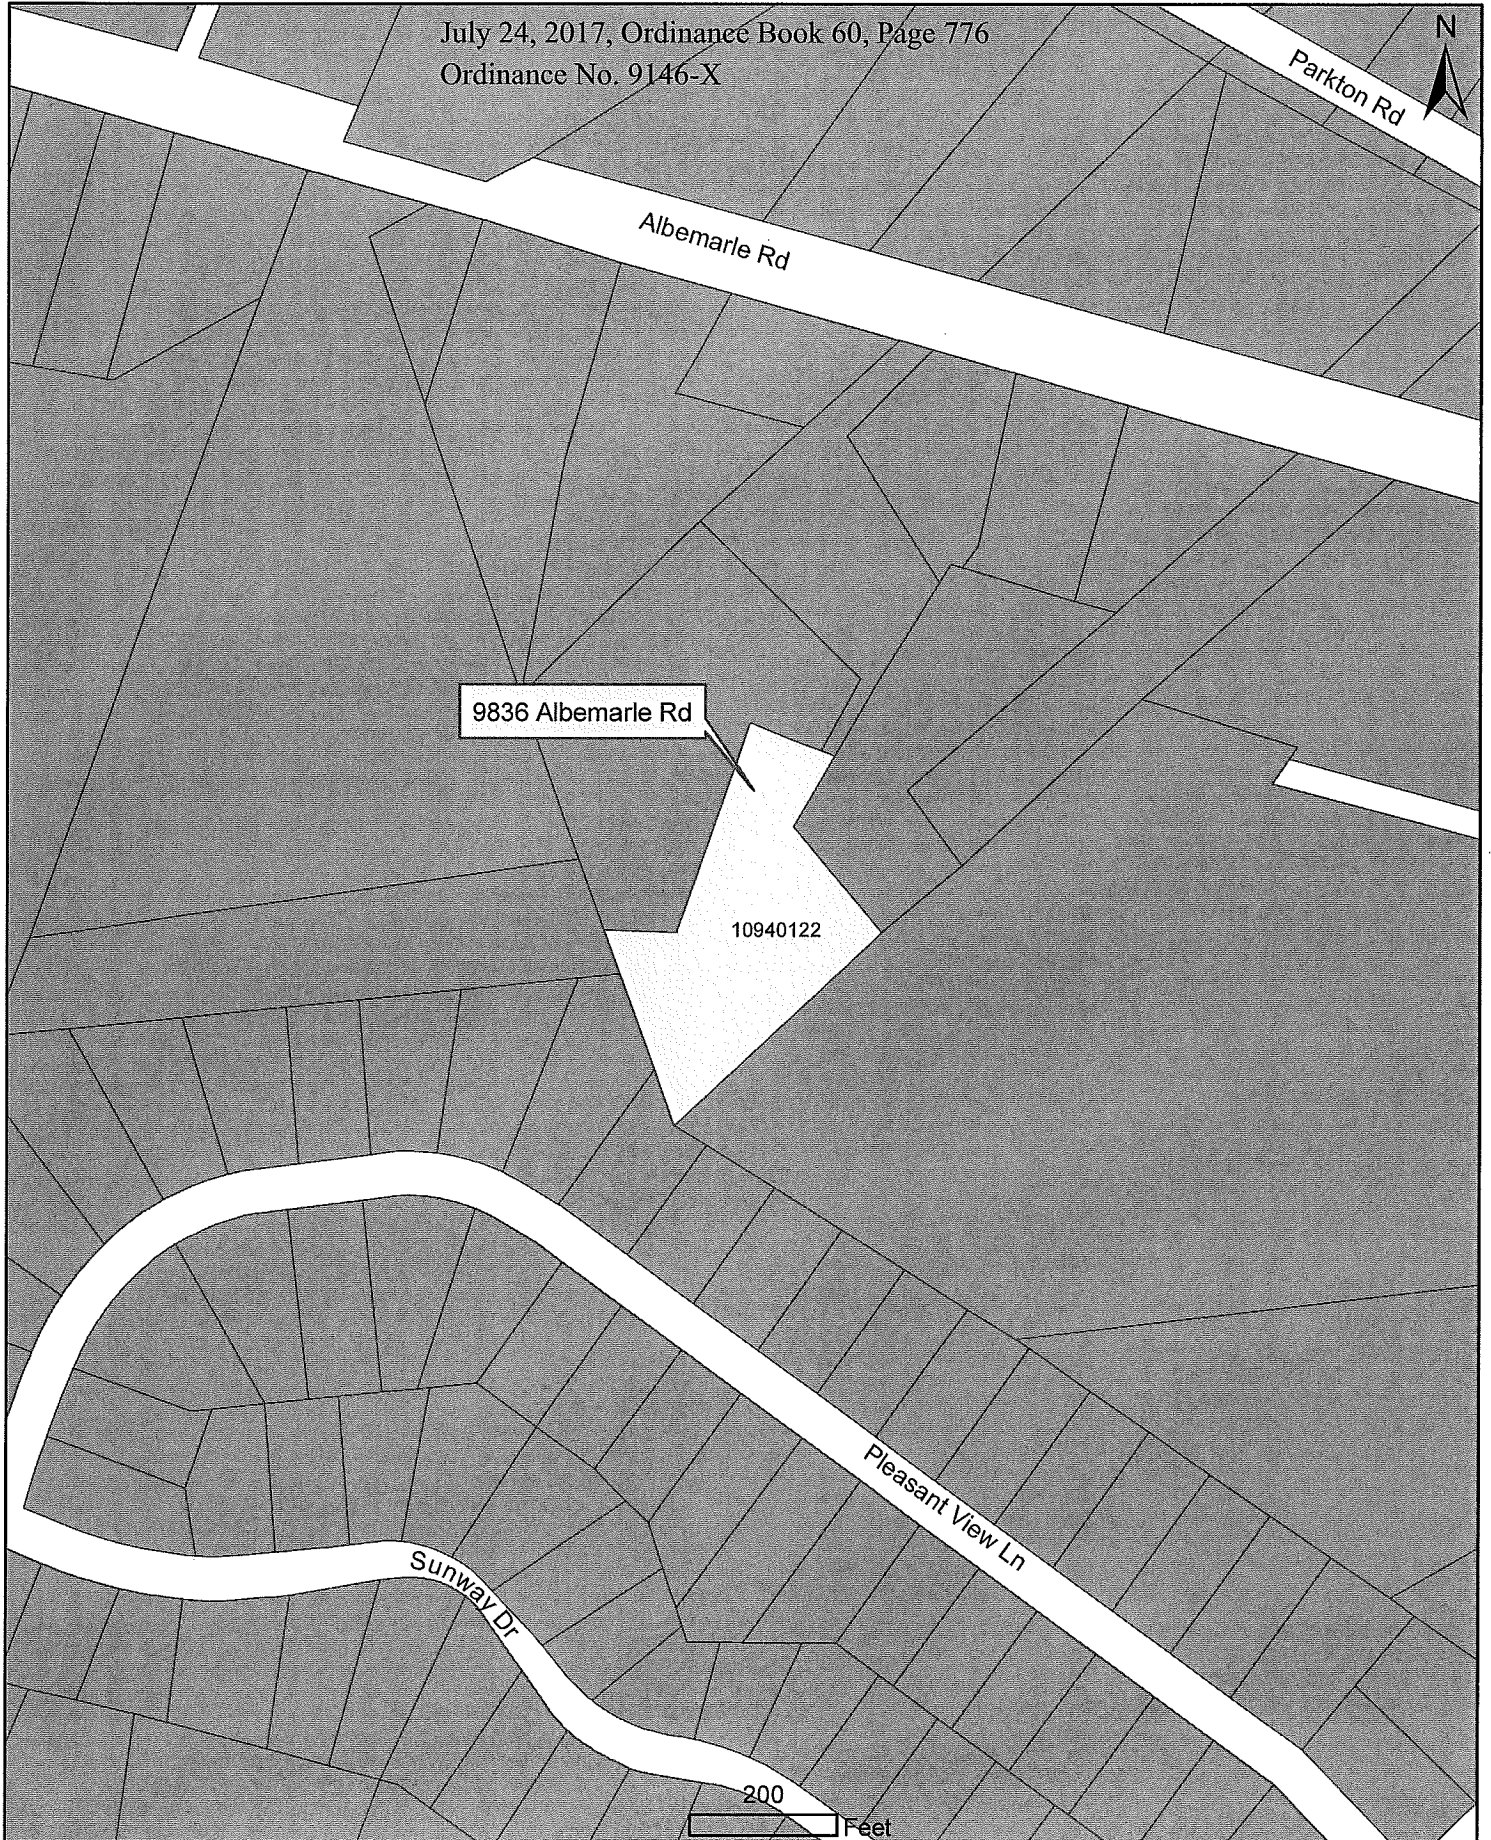 July 24, 2017, Ordinance Book 60, Page 776
Ordinance No. 9146-X
N
Parkton Rd
Albemarle Rd
9836 Albemarle Rd
10940122
Pleasant View Ln
Sunway Dr
200
Feet